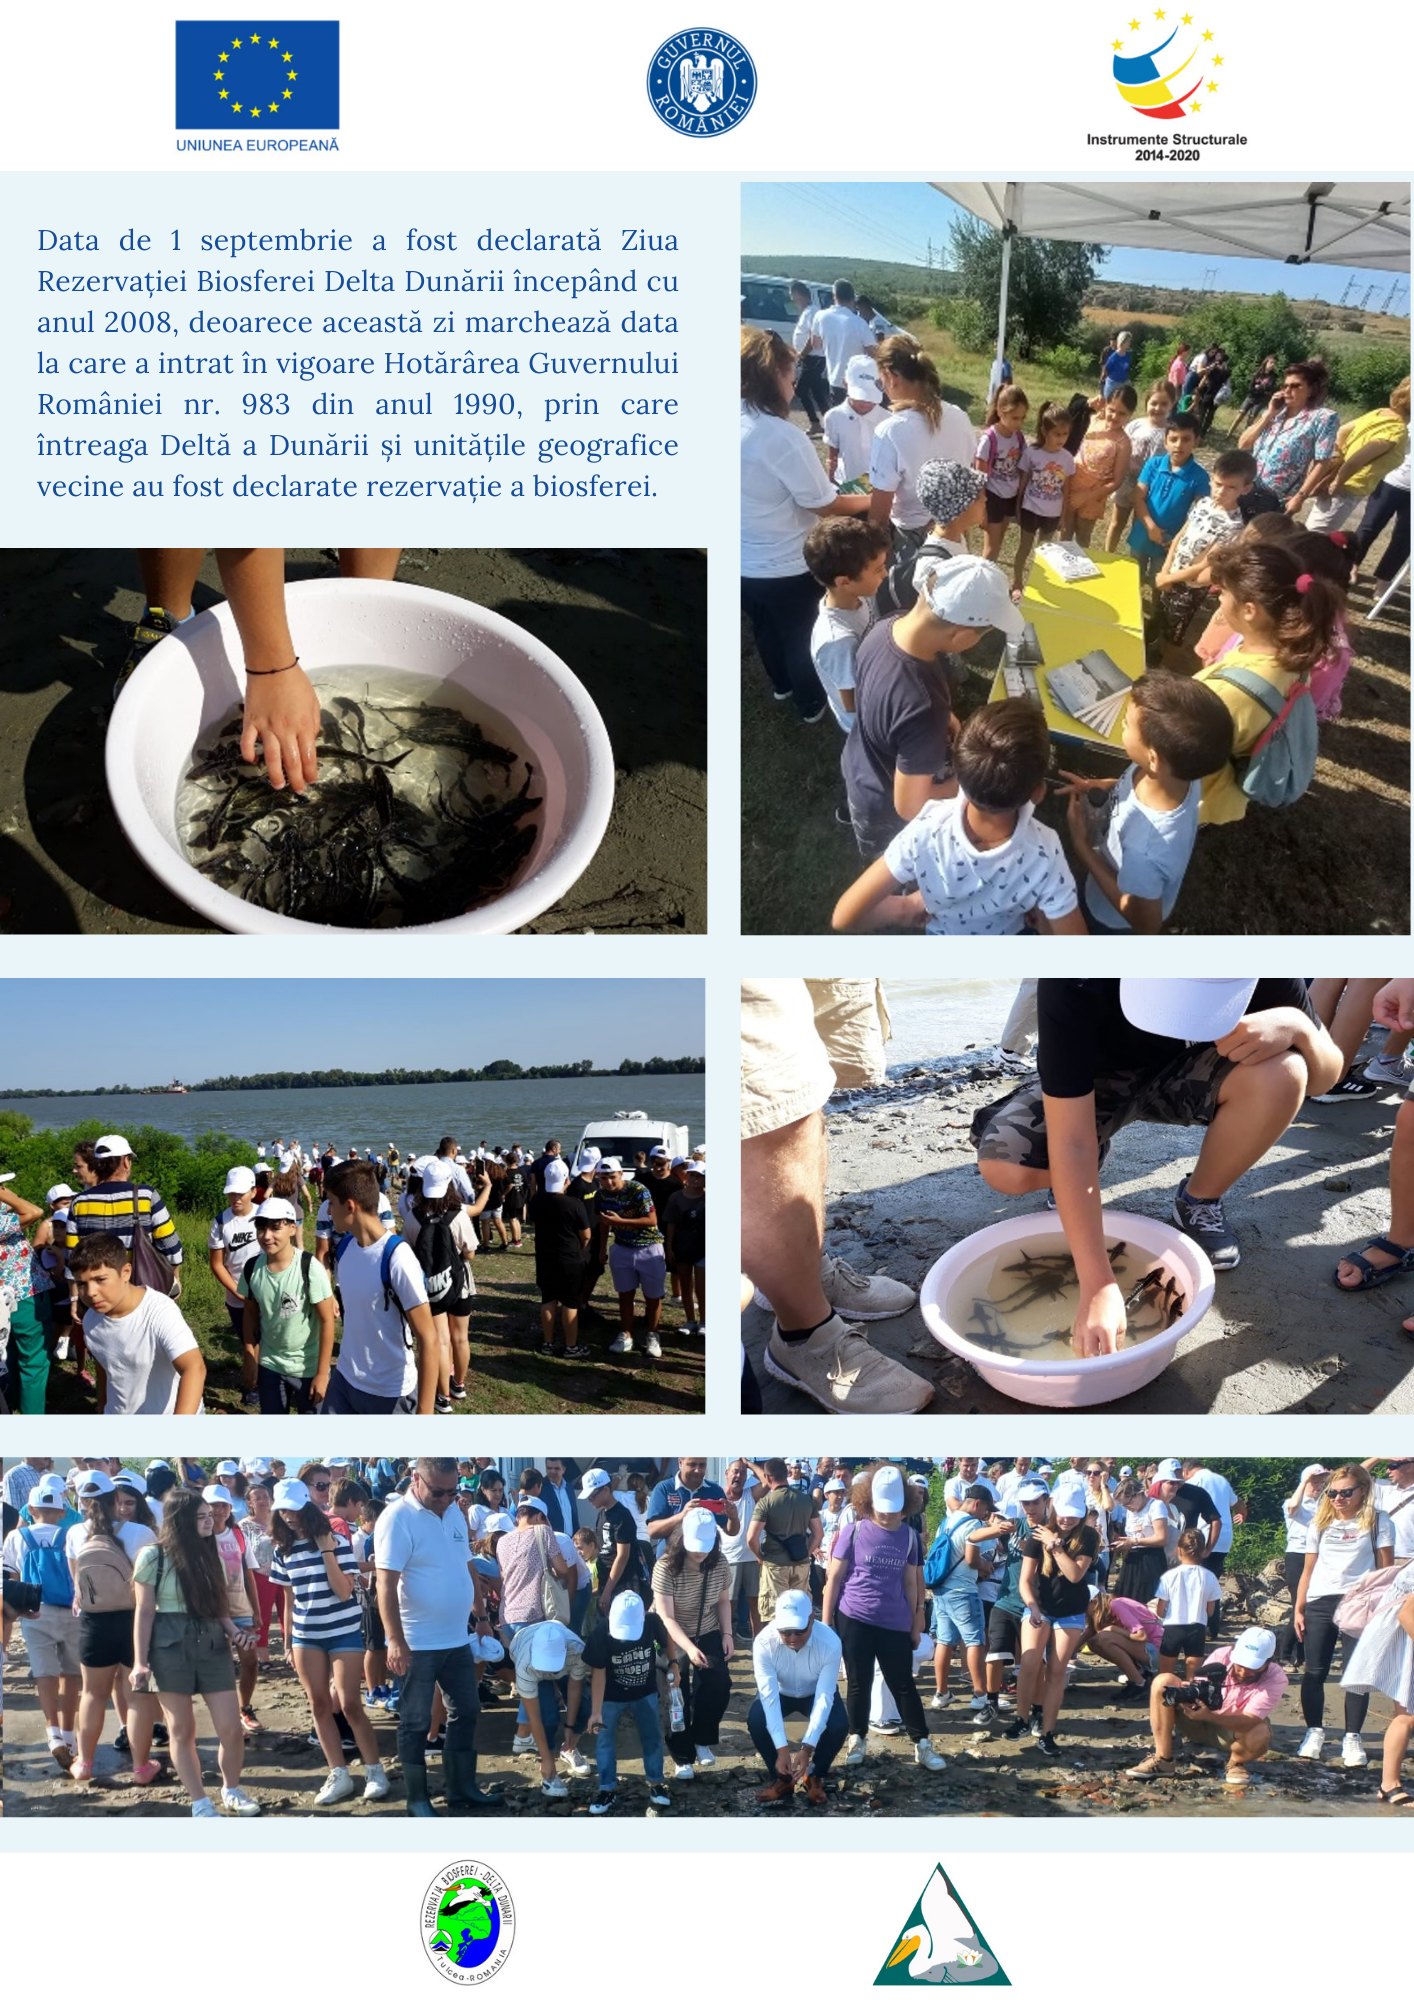 UNIUNEA EUROPEANĂ
GUVERNUL ROMÂNIEI
Instrumente Structurale
2014-2020
Data de 1 septembrie a fost declarată Ziua
Rezervației Biosferei Delta Dunării începând cu
anul 2008, deoarece această zi marchează data
la care a intrat în vigoare Hotărârea Guvernului
României nr. 983 din anul 1990, prin care
întreaga Deltă a Dunării și unitățile geografice
vecine au fost declarate rezervație a biosferei.
NIKE
NIKE
MEMORIES
REZERVATIA BIOSFEREI - DELTA DUNARII
Tulcea-ROMANIA